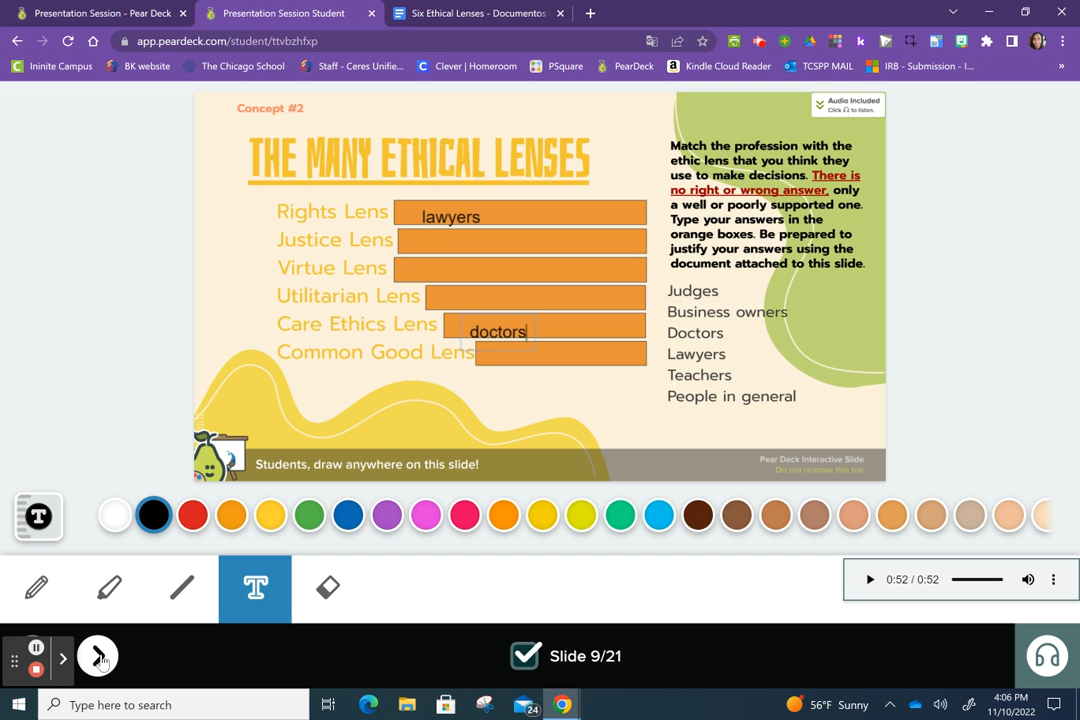 Presentation Session - Pear Deck
Presentation Session Student
Six Ethical Lenses - Documentos
app.peardeck.com/student/ttvbzhfxp
Ininite Campus
BK website
The Chicago School
Staff - Ceres Unifie...
Clever | Homeroom
PSquare
PearDeck
Kindle Cloud Reader
TCSPP MAIL
IRB - Submission - I...
»
Concept #2
Audio Included
Click to listen.
THE MANY ETHICAL LENSES
Rights Lens
lawyers
Justice Lens
Virtue Lens
Utilitarian Lens
Care Ethics Lens
doctors
Common Good Lens
Match the profession with the
ethic lens that you think they
use to make decisions. There is
no right or wrong answer, only
a well or poorly supported one.
Type your answers in the
orange boxes. Be prepared to
justify your answers using the
document attached to this slide.
Judges
Business owners
Doctors
Lawyers
Teachers
People in general
Students, draw anywhere on this slide!
Pear Deck Interactive Slide
Do not remove this bar
T
T
0:52 / 0:52
Slide 9/21
Type here to search
24
56°F Sunny
4:06 PM
11/10/2022